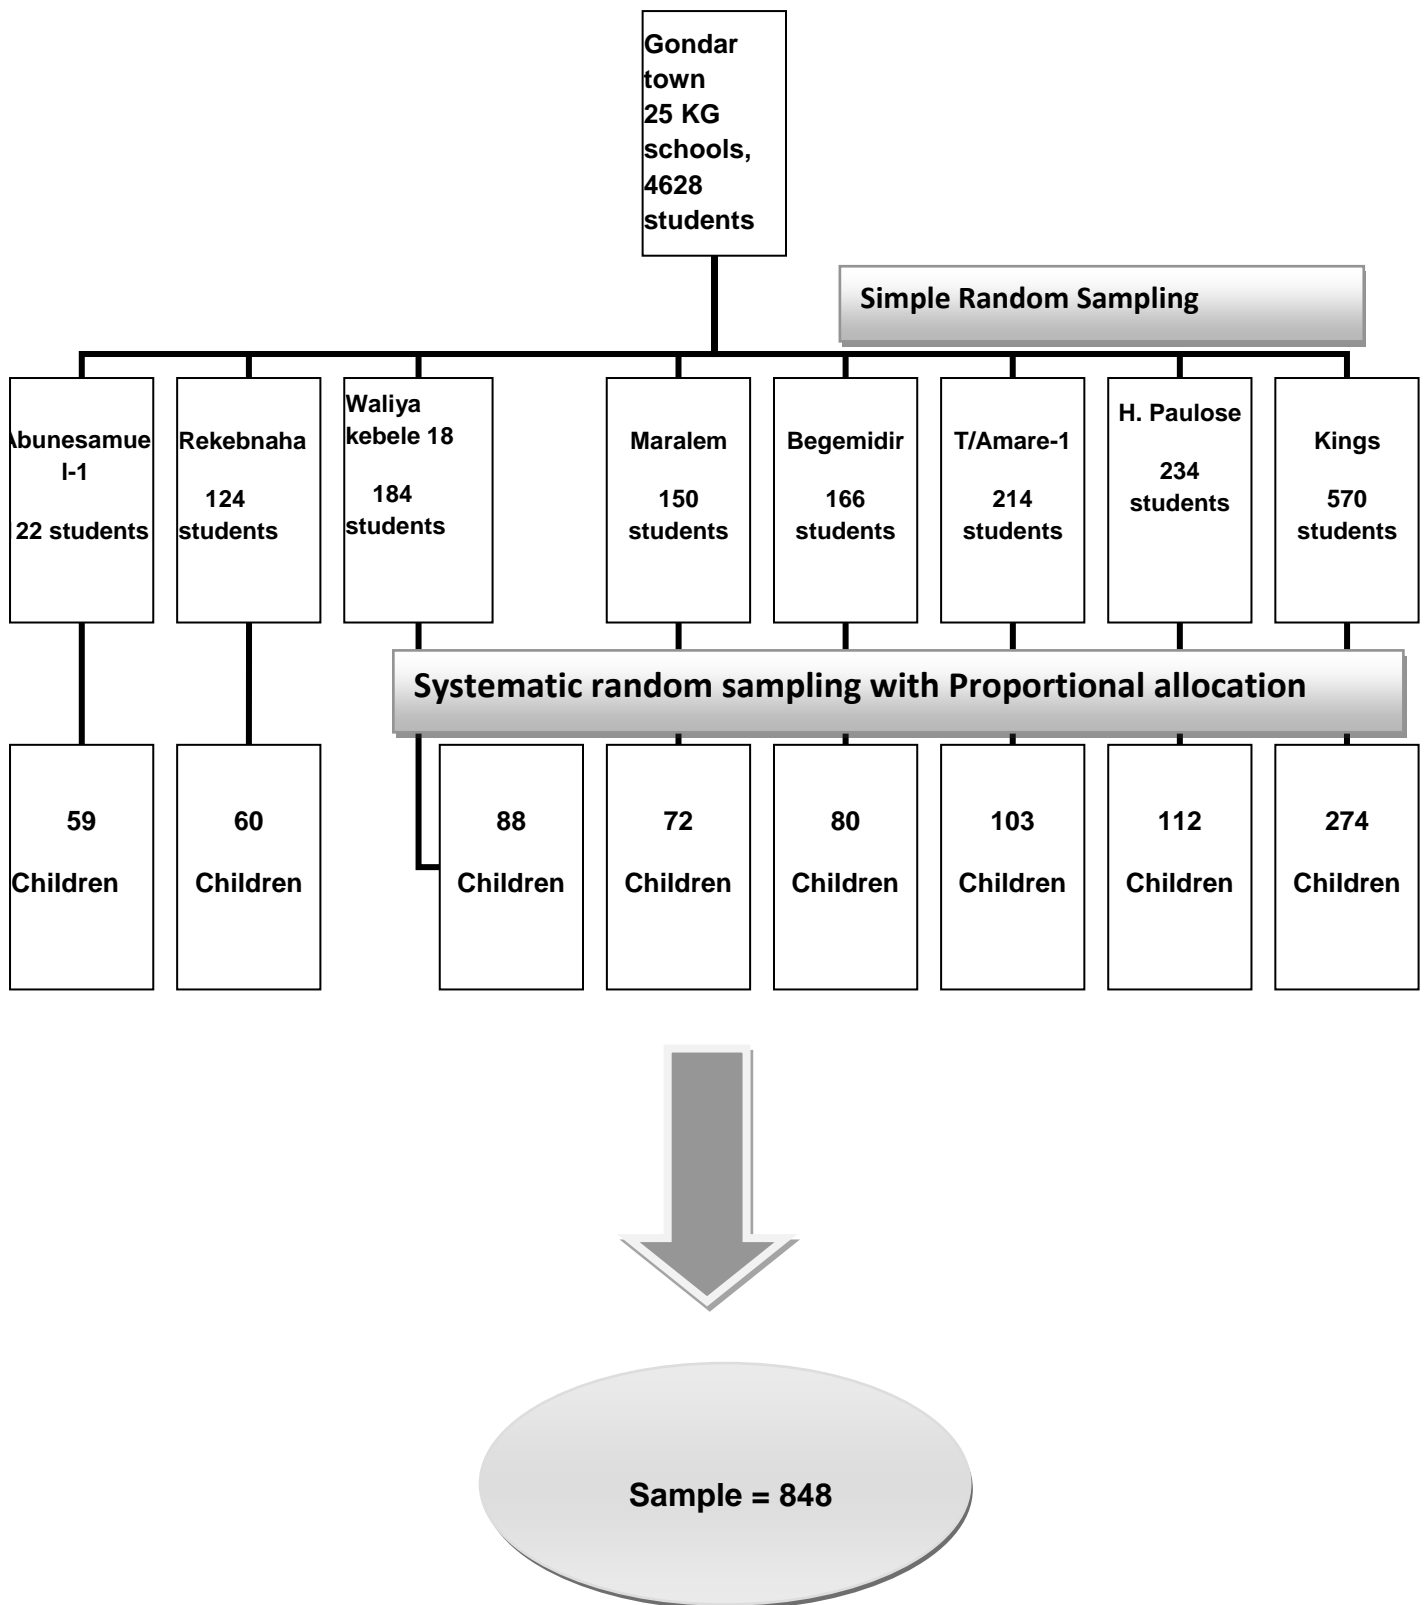 Gondar
town
25 KG
schools,
4628
students
Simple Random Sampling
Abunesamue
l-1
122 students
Rekebnaha
124
students
Waliya
kebele 18
184
students
Maralem
150
students
Begemidir
166
students
T/Amare-1
214
students
H. Paulose
234
students
Kings
570
students
Systematic random sampling with Proportional allocation
59
Children
60
Children
88
Children
72
Children
80
Children
103
Children
112
Children
274
Children
Sample = 848